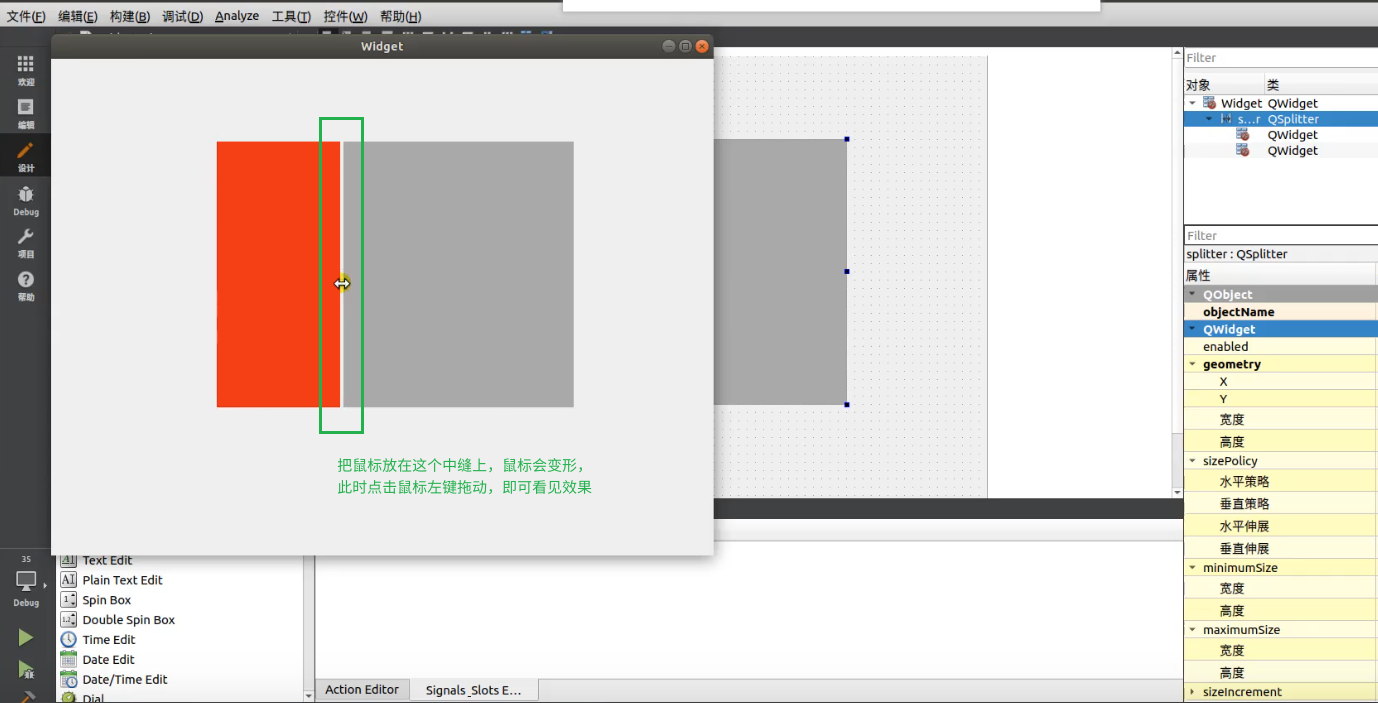 文件(F) 编辑(E) 构建(B) 调试(D) Analyze 工具(T) 控件(W) 帮助(H)
Widget
欢迎
编辑
设计
Debug
项目
帮助
把鼠标放在这个中缝上，鼠标会变形，
此时点击鼠标左键拖动，即可看见效果
35
Debug
Text Edit
Plain Text Edit
Spin Box
Double Spin Box
Time Edit
Date Edit
Date/Time Edit
Dial
Action Editor
Signals_Slots E...
Filter
对象 类
Widget QWidget
s...r QSplitter
QWidget
QWidget
Filter
splitter : QSplitter
属性
QObject
objectName
QWidget
enabled
geometry
X
Y
宽度
高度
sizePolicy
水平策略
垂直策略
水平伸展
垂直伸展
minimumSize
宽度
高度
maximumSize
宽度
高度
sizeIncrement